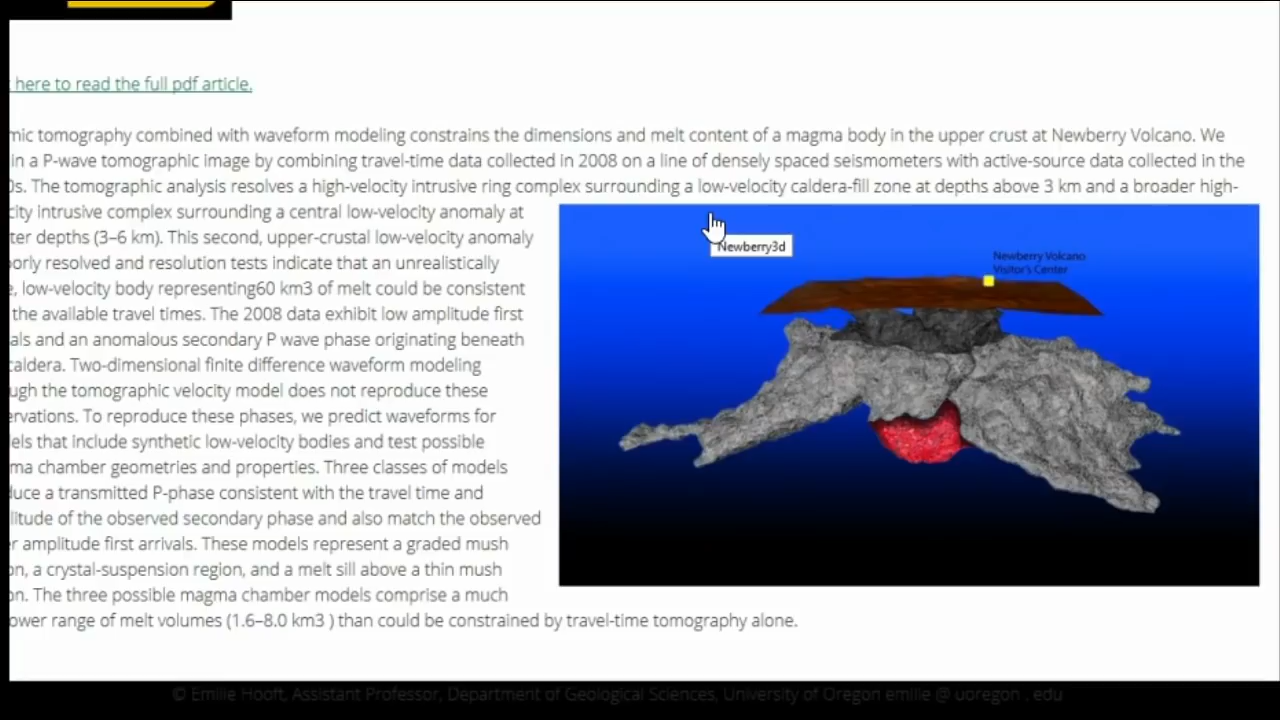 here to read the full pdf article.
mic tomography combined with waveform modeling constrains the dimensions and melt content of a magma body in the upper crust at Newberry Volcano. We
in a P-wave tomographic image by combining travel-time data collected in 2008 on a line of densely spaced seismometers with active-source data collected in the
0s. The tomographic analysis resolves a high-velocity intrusive ring complex surrounding a low-velocity caldera-fill zone at depths above 3 km and a broader high-
city intrusive complex surrounding a central low-velocity anomaly at
ter depths (3–6 km). This second, upper-crustal low-velocity anomaly
oorly resolved and resolution tests indicate that an unrealistically
e, low-velocity body representing60 km3 of melt could be consistent
the available travel times. The 2008 data exhibit low amplitude first
als and an anomalous secondary P wave phase originating beneath
caldera. Two-dimensional finite difference waveform modeling
ugh the tomographic velocity model does not reproduce these
ervations. To reproduce these phases, we predict waveforms for
els that include synthetic low-velocity bodies and test possible
ma chamber geometries and properties. Three classes of models
duce a transmitted P-phase consistent with the travel time and
litude of the observed secondary phase and also match the observed
r amplitude first arrivals. These models represent a graded mush
on, a crystal-suspension region, and a melt sill above a thin mush
on. The three possible magma chamber models comprise a much
ower range of melt volumes (1.6–8.0 km3 ) than could be constrained by travel-time tomography alone.
Newberry3d
Newberry Volcano
Visitor's Center
© Emilie Hooft, Assistant Professor, Department of Geological Sciences, University of Oregon emilie @ uoregon . edu